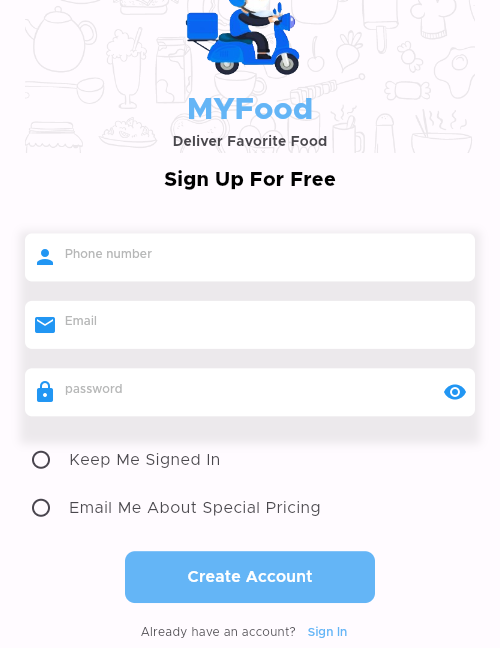 MYFood
Deliver Favorite Food
Sign Up For Free
Phone number
Email
password
Keep Me Signed In
Email Me About Special Pricing
Create Account
Already have an account? Sign In